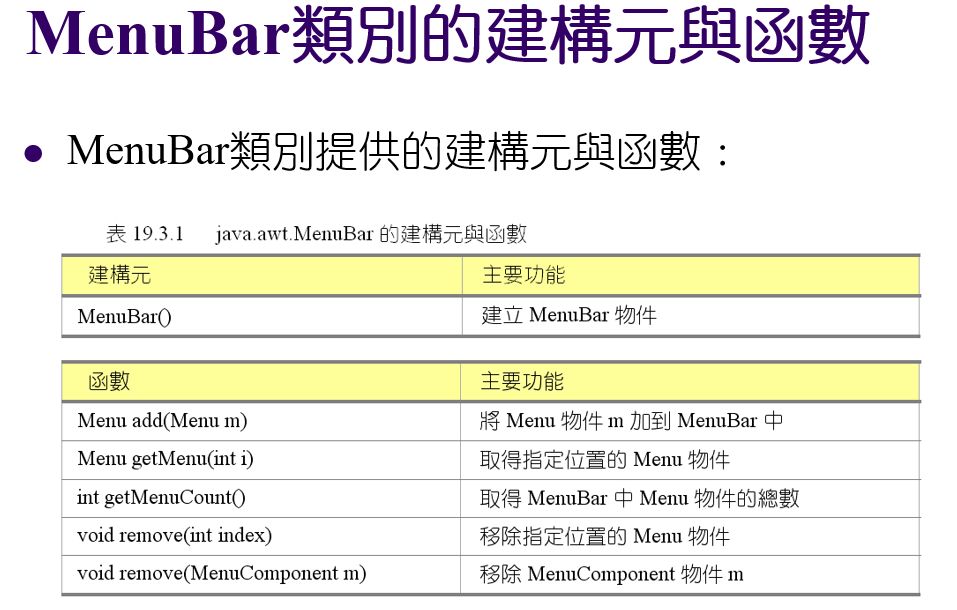 MenuBar類別的建構元與函數
● MenuBar類別提供的建構元與函數：
表 19.3.1 java.awt.MenuBar 的建構元與函數
建構元 主要功能
MenuBar() 建立 MenuBar 物件
函數 主要功能
Menu add(Menu m) 將 Menu 物件 m 加到 MenuBar 中
Menu getMenu(int i) 取得指定位置的 Menu 物件
int getMenuCount() 取得 MenuBar 中 Menu 物件的總數
void remove(int index) 移除指定位置的 Menu 物件
void remove(MenuComponent m) 移除 MenuComponent 物件 m